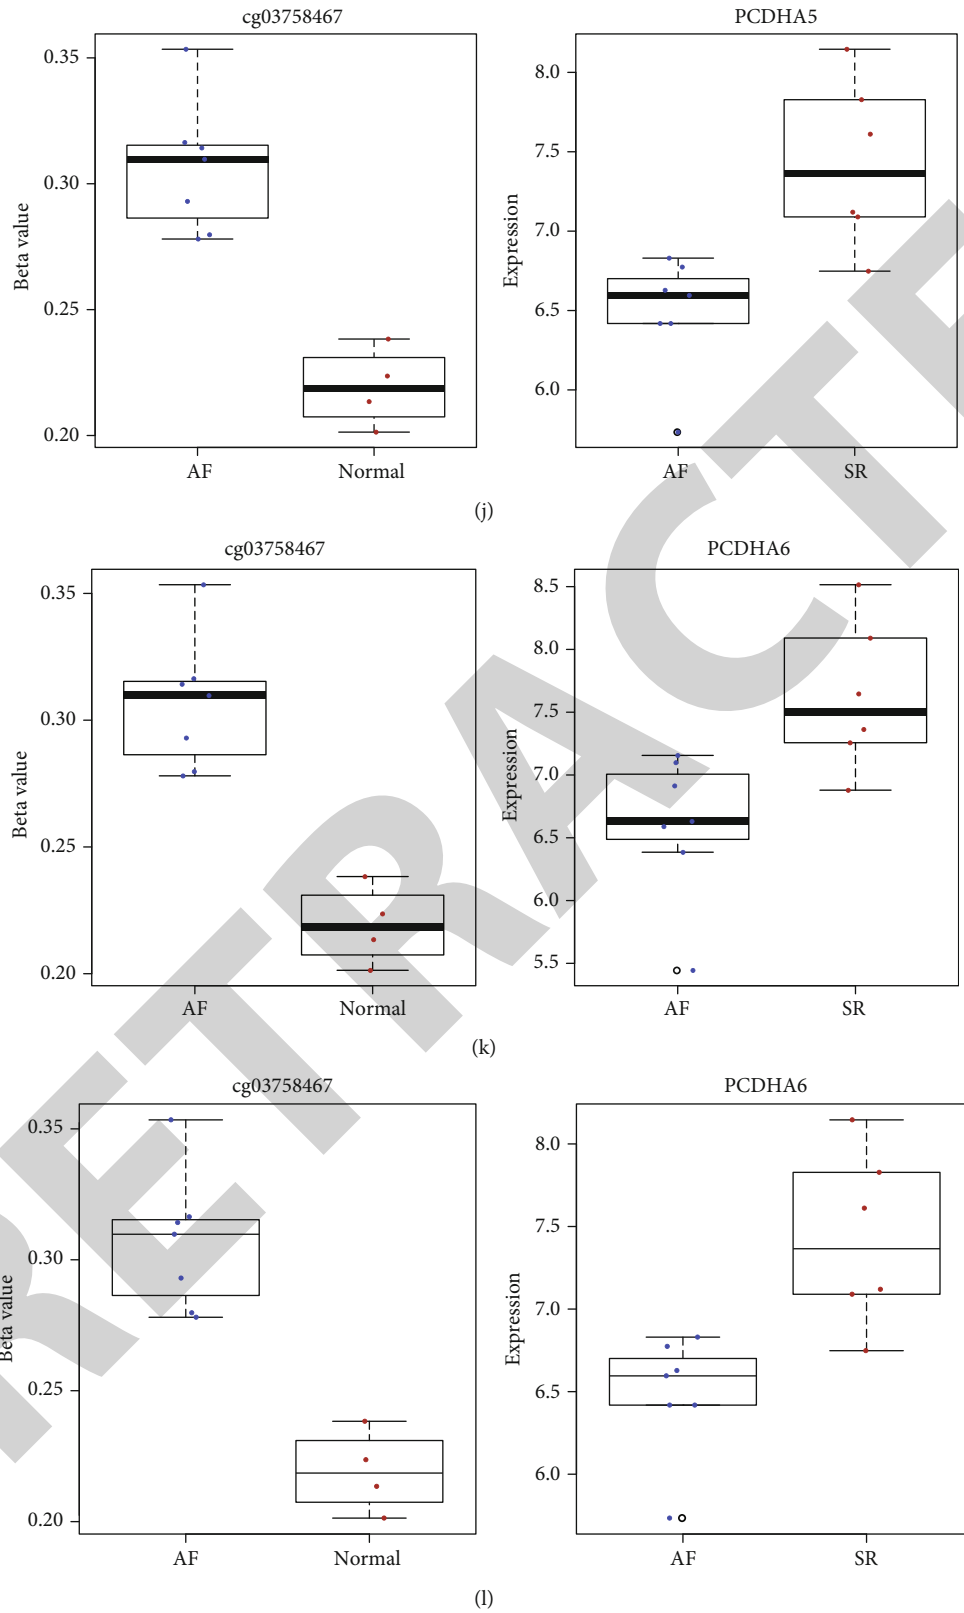 cg03758467
PCDHA5
Beta value
0.35
0.30
0.25
0.20
AF
Normal
Expression
8.0
7.5
7.0
6.5
6.0
AF
SR
(j)
cg03758467
PCDHA6
Beta value
0.35
0.30
0.25
0.20
AF
Normal
Expression
8.5
8.0
7.5
7.0
6.5
6.0
5.5
AF
SR
(k)
cg03758467
PCDHA6
Beta value
0.35
0.30
0.25
0.20
AF
Normal
Expression
8.0
7.5
7.0
6.5
6.0
AF
SR
(l)
RETRACTE